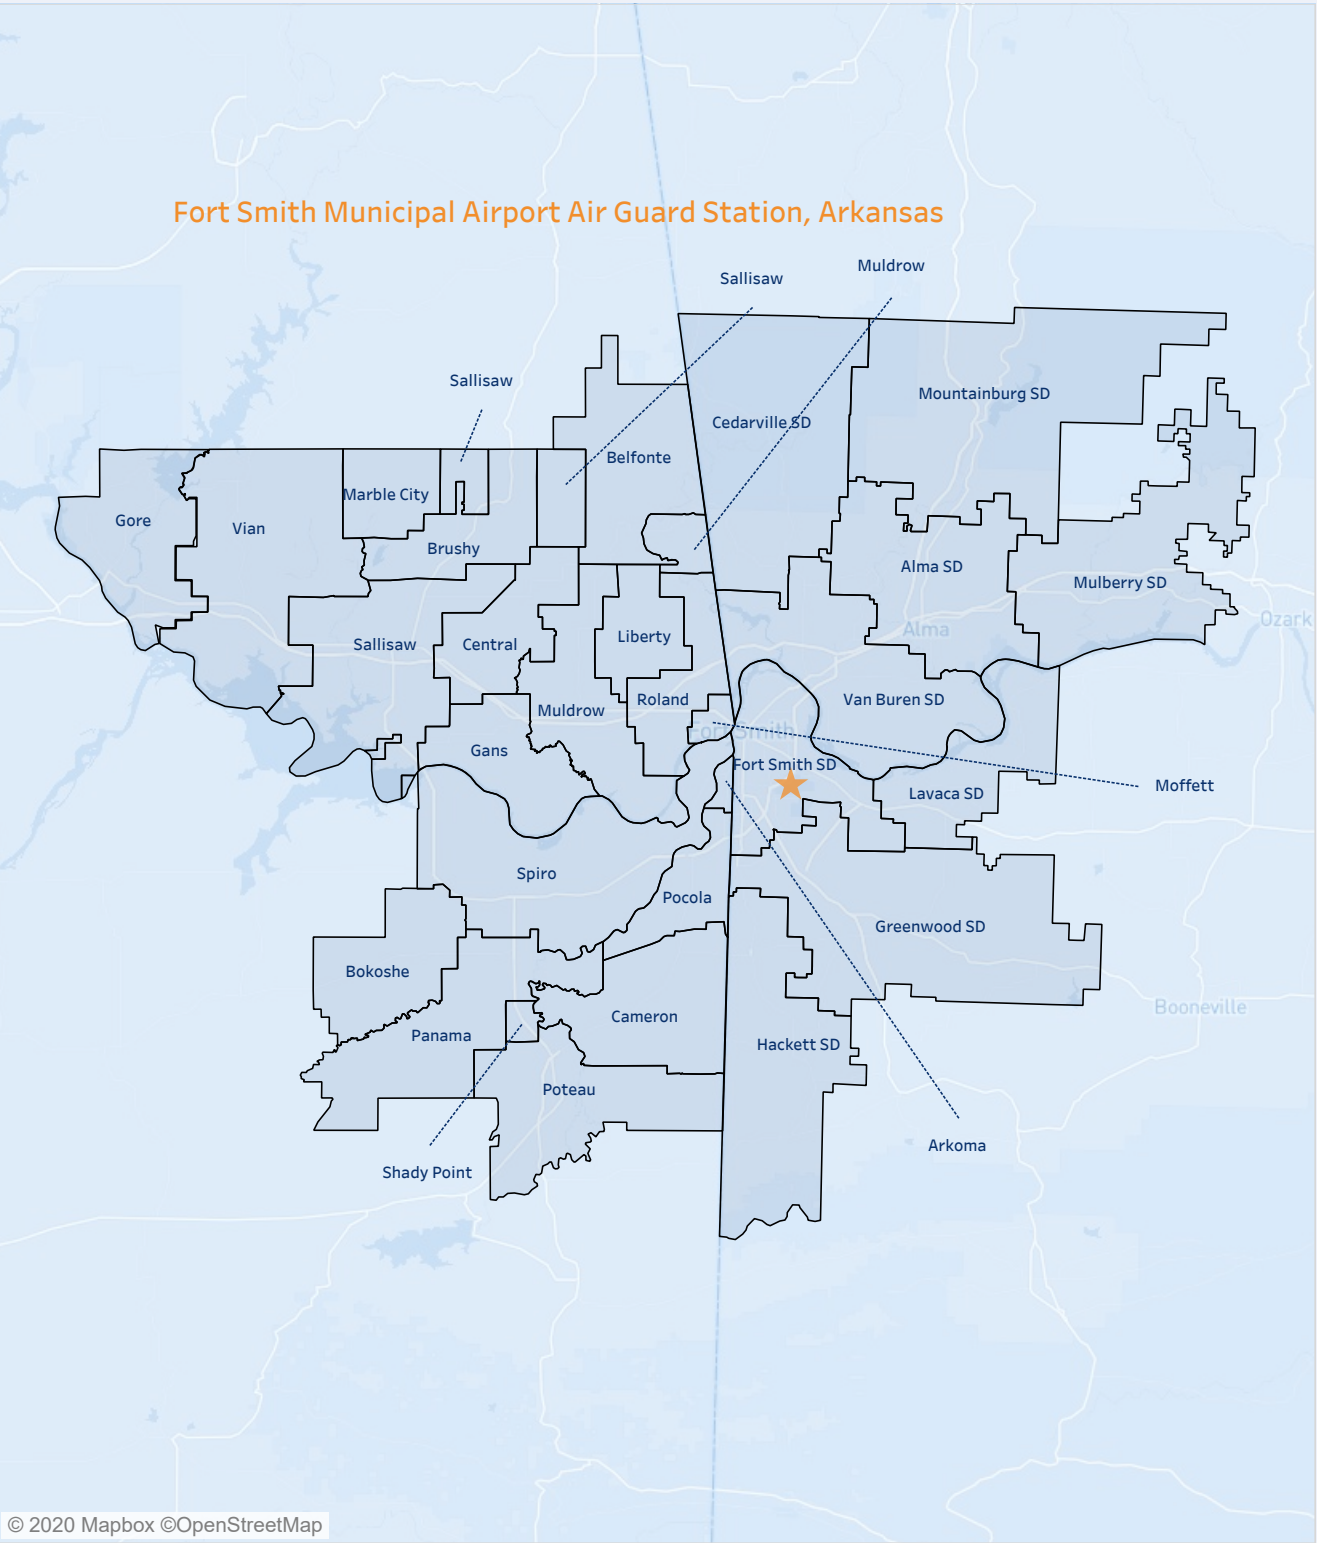 Fort Smith Municipal Airport Air Guard Station, Arkansas
Muldrow
Sallisaw
Sallisaw
Mountainburg SD
Cedarville SD
Belfonte
Marble City
Gore
Vian
Brushy
Alma SD
Mulberry SD
Ozark
Alma
Liberty
Sallisaw
Central
Van Buren SD
Roland
Muldrow
Fort Smith
Gans
Fort Smith SD
Moffett
Lavaca SD
Spiro
Pocola
Greenwood SD
Bokoshe
Booneville
Cameron
Panama
Hackett SD
Poteau
Arkoma
Shady Point
© 2020 Mapbox ©OpenStreetMap